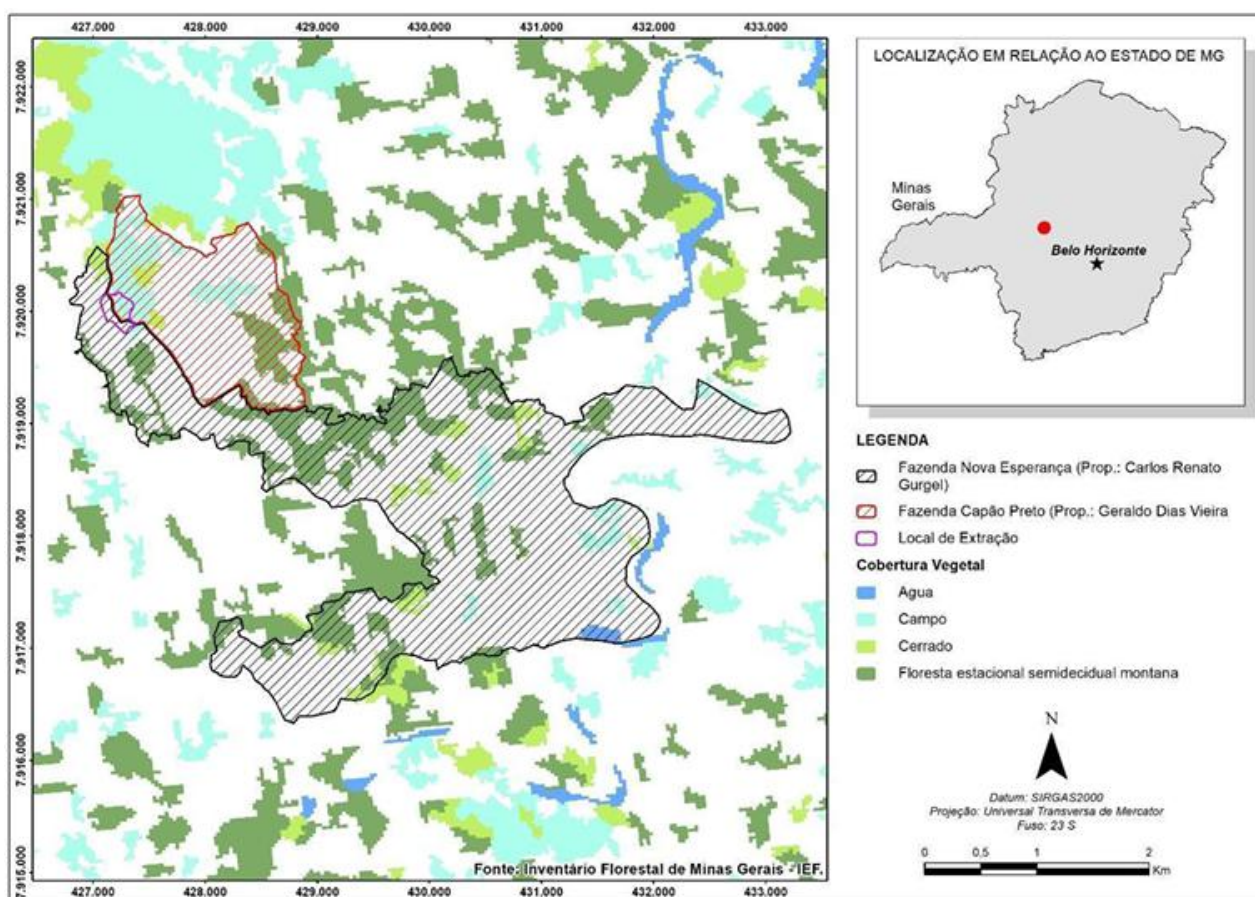 427.000 428.000 429.000 430.000 431.000 432.000 433.000
7.922.000
7.921.000
7.920.000
7.919.000
7.918.000
7.917.000
7.916.000
7.915.000
Fonte: Inventário Florestal de Minas Gerais - IEF.
427.000 428.000 429.000 430.000 431.000 432.000 433.000
LOCALIZAÇÃO EM RELAÇÃO AO ESTADO DE MG
Minas
Gerais
Belo Horizonte
LEGENDA
Fazenda Nova Esperança (Prop.: Carlos Renato
Gurgel)
Fazenda Capão Preto (Prop.: Geraldo Dias Vieira
Local de Extração
Cobertura Vegetal
Agua
Campo
Cerrado
Floresta estacional semidecidual montana
N
Datum: SIRGAS2000
Projeção: Universal Transversa de Mercator
Fuso: 23 S
0 0,5 1 2
Km